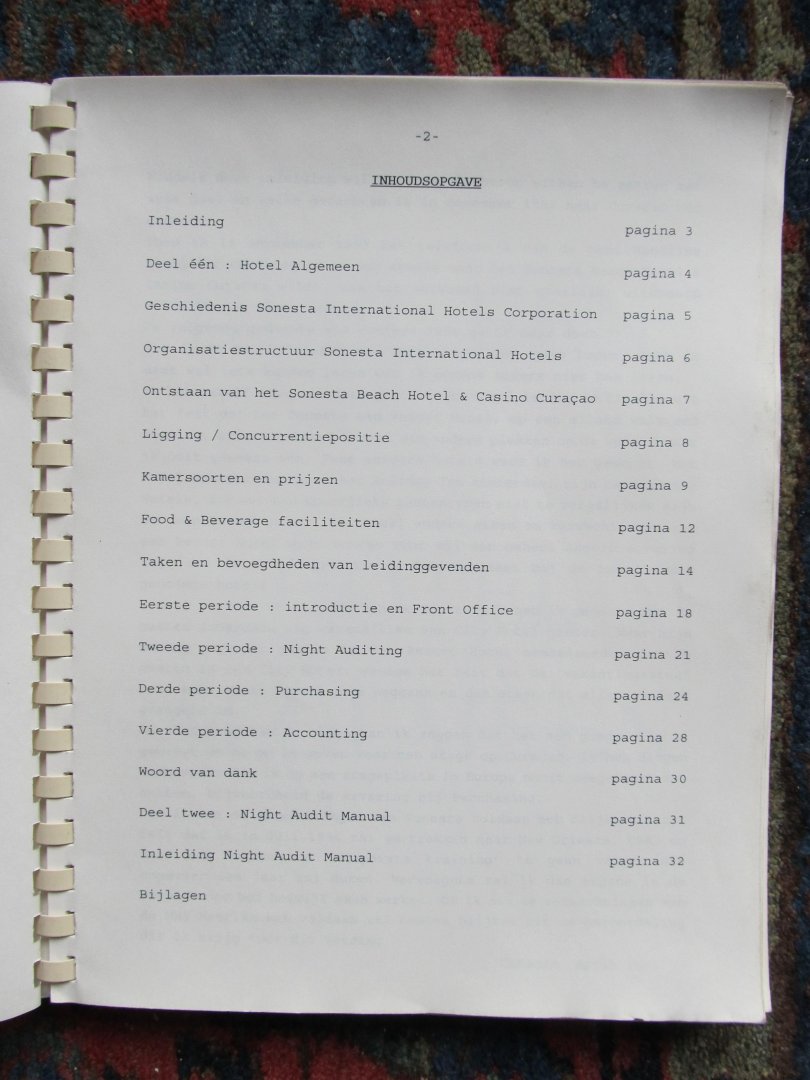 -2-
INHOUDSOPGAVE
Inleiding pagina 3
Deel één : Hotel Algemeen pagina 4
Geschiedenis Sonesta International Hotels Corporation pagina 5
Organisatiestructuur Sonesta International Hotels pagina 6
Ontstaan van het Sonesta Beach Hotel & Casino Curaçao pagina 7
Ligging / Concurrentiepositie pagina 8
Kamersoorten en prijzen pagina 9
Food & Beverage faciliteiten pagina 12
Taken en bevoegdheden van leidinggevenden pagina 14
Eerste periode : introductie en Front Office pagina 18
Tweede periode : Night Auditing pagina 21
Derde periode : Purchasing pagina 24
Vierde periode : Accounting pagina 28
Woord van dank pagina 30
Deel twee : Night Audit Manual pagina 31
Inleiding Night Audit Manual pagina 32
Bijlagen